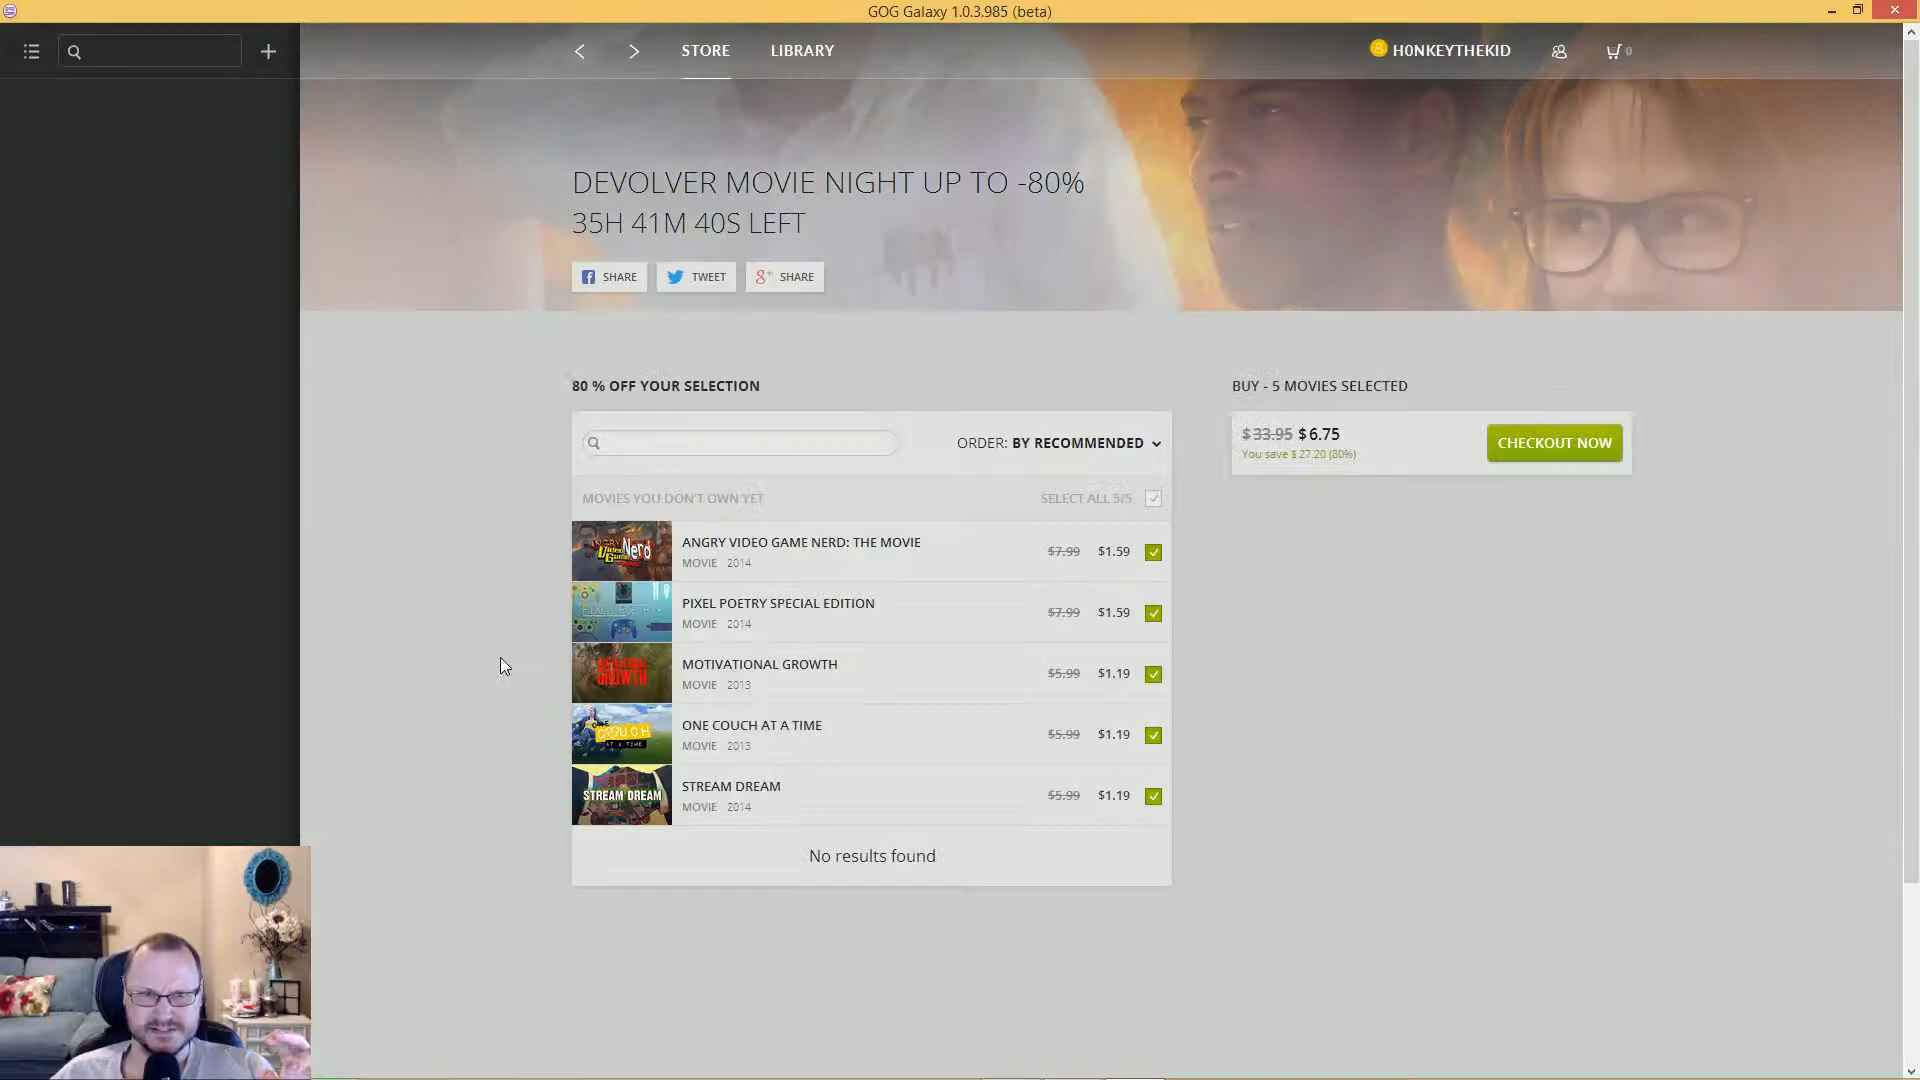 GOG Galaxy 1.0.3.985 (beta)
STORE
LIBRARY
H0NKEYTHEKID
0
DEVOLVER MOVIE NIGHT UP TO -80%
35H 41M 40S LEFT
SHARE
TWEET
SHARE
80 % OFF YOUR SELECTION
BUY - 5 MOVIES SELECTED
ORDER: BY RECOMMENDED
$33.95 $6.75
You save $ 27.20 (80%)
CHECKOUT NOW
MOVIES YOU DON'T OWN YET
SELECT ALL 5/5
ANGRY VIDEO GAME NERD: THE MOVIE
MOVIE 2014
$7.99 $1.59
PIXEL POETRY SPECIAL EDITION
MOVIE 2014
$7.99 $1.59
MOTIVATIONAL GROWTH
MOVIE 2013
$5.99 $1.19
ONE COUCH AT A TIME
MOVIE 2013
$5.99 $1.19
STREAM DREAM
STREAM DREAM
MOVIE 2014
$5.99 $1.19
No results found